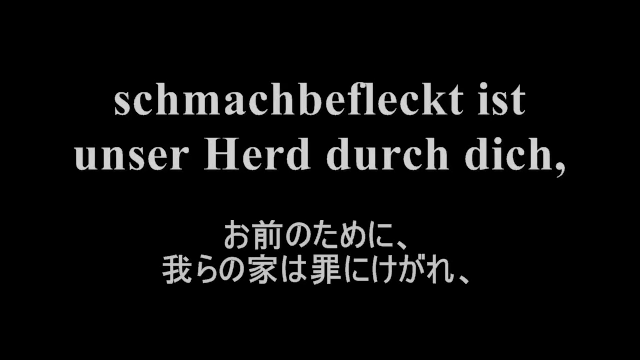 schmachbefleckt ist
unser Herd durch dich,
お前のために、
我らの家は罪にけがれ、